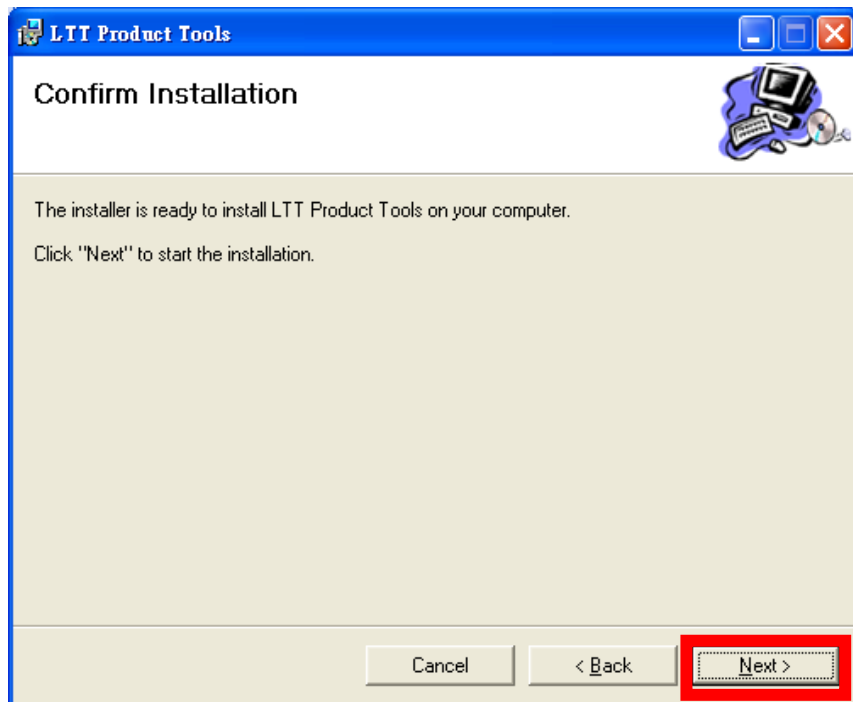 LTT Product Tools
Confirm Installation
The installer is ready to install LTT Product Tools on your computer.
Click "Next" to start the installation.
Cancel
< Back
Next >